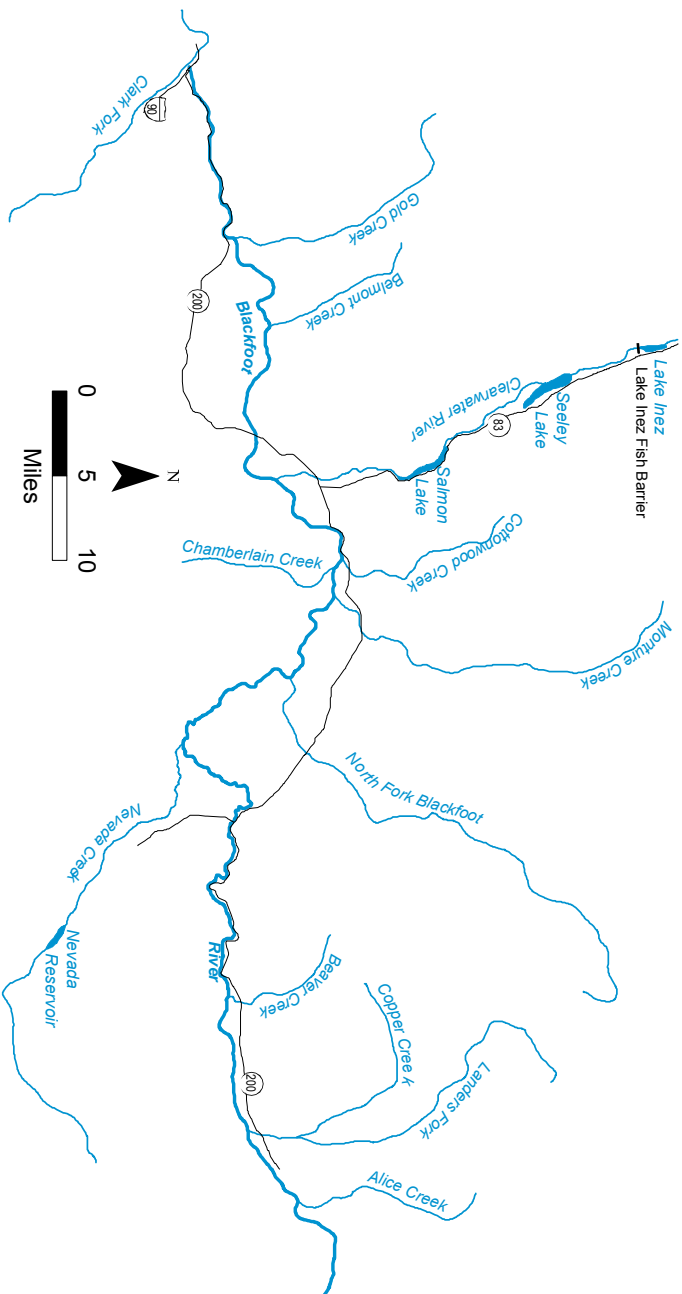 Lake Inez
Lake Inez Fish Barrier
Seeley
Lake
Clearwater River
83
Salmon
Lake
Gold Creek
Belmont Creek
Clark Fork
90
200
Blackfoot
Cottonwood Creek
Monture Creek
Chamberlain Creek
North Fork Blackfoot
Nevada Creek
Nevada
Reservoir
River
Beaver Creek
Copper Creek
Landers Fork
200
Alice Creek
N
0 5 10
Miles